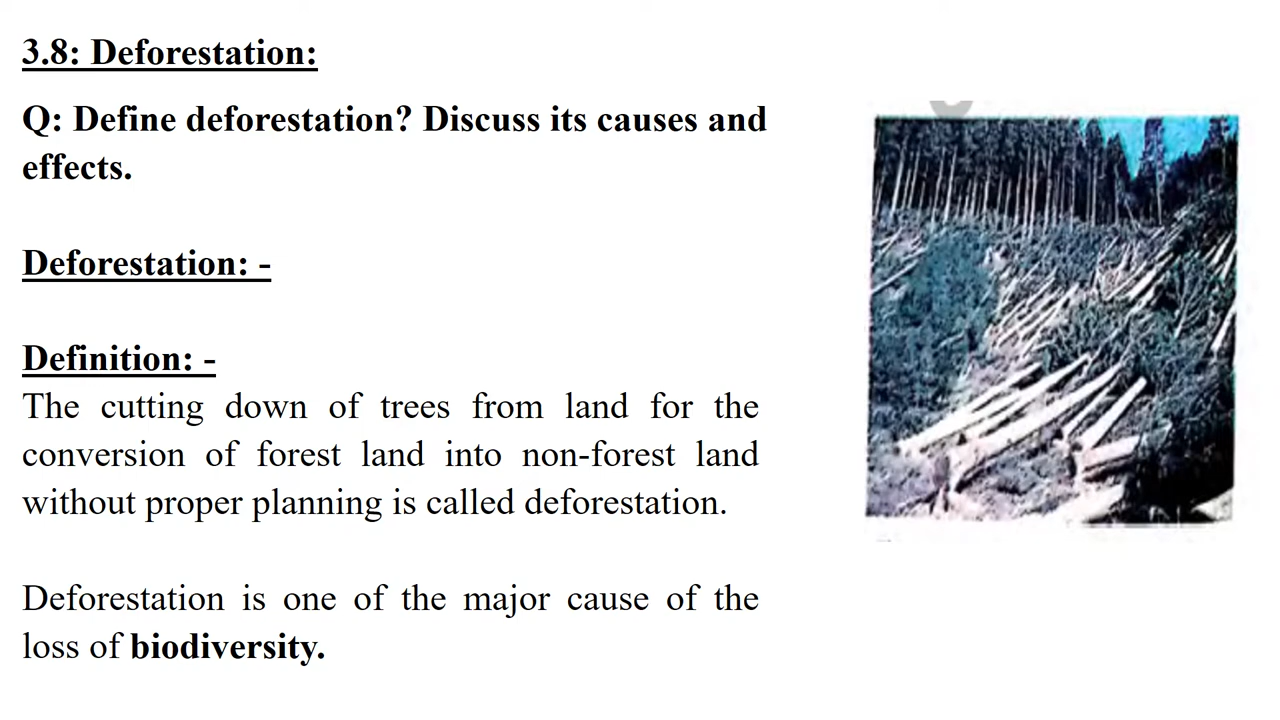 3.8: Deforestation:
Q: Define deforestation? Discuss its causes and
effects.
Deforestation: -
Definition: -
The cutting down of trees from land for the
conversion of forest land into non-forest land
without proper planning is called deforestation.
Deforestation is one of the major cause of the
loss of biodiversity.